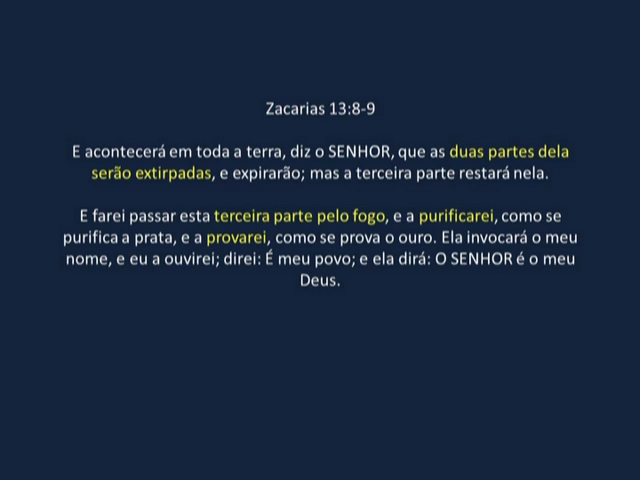 Zacarias 13:8-9
E acontecerá em toda a terra, diz o SENHOR, que as duas partes dela
serão extirpadas, e expirarão; mas a terceira parte restará nela.
E farei passar esta terceira parte pelo fogo, e a purificarei, como se
purifica a prata, e a provarei, como se prova o ouro. Ela invocará o meu
nome, e eu a ouvirei; direi: É meu povo; e ela dirá: O SENHOR é o meu
Deus.